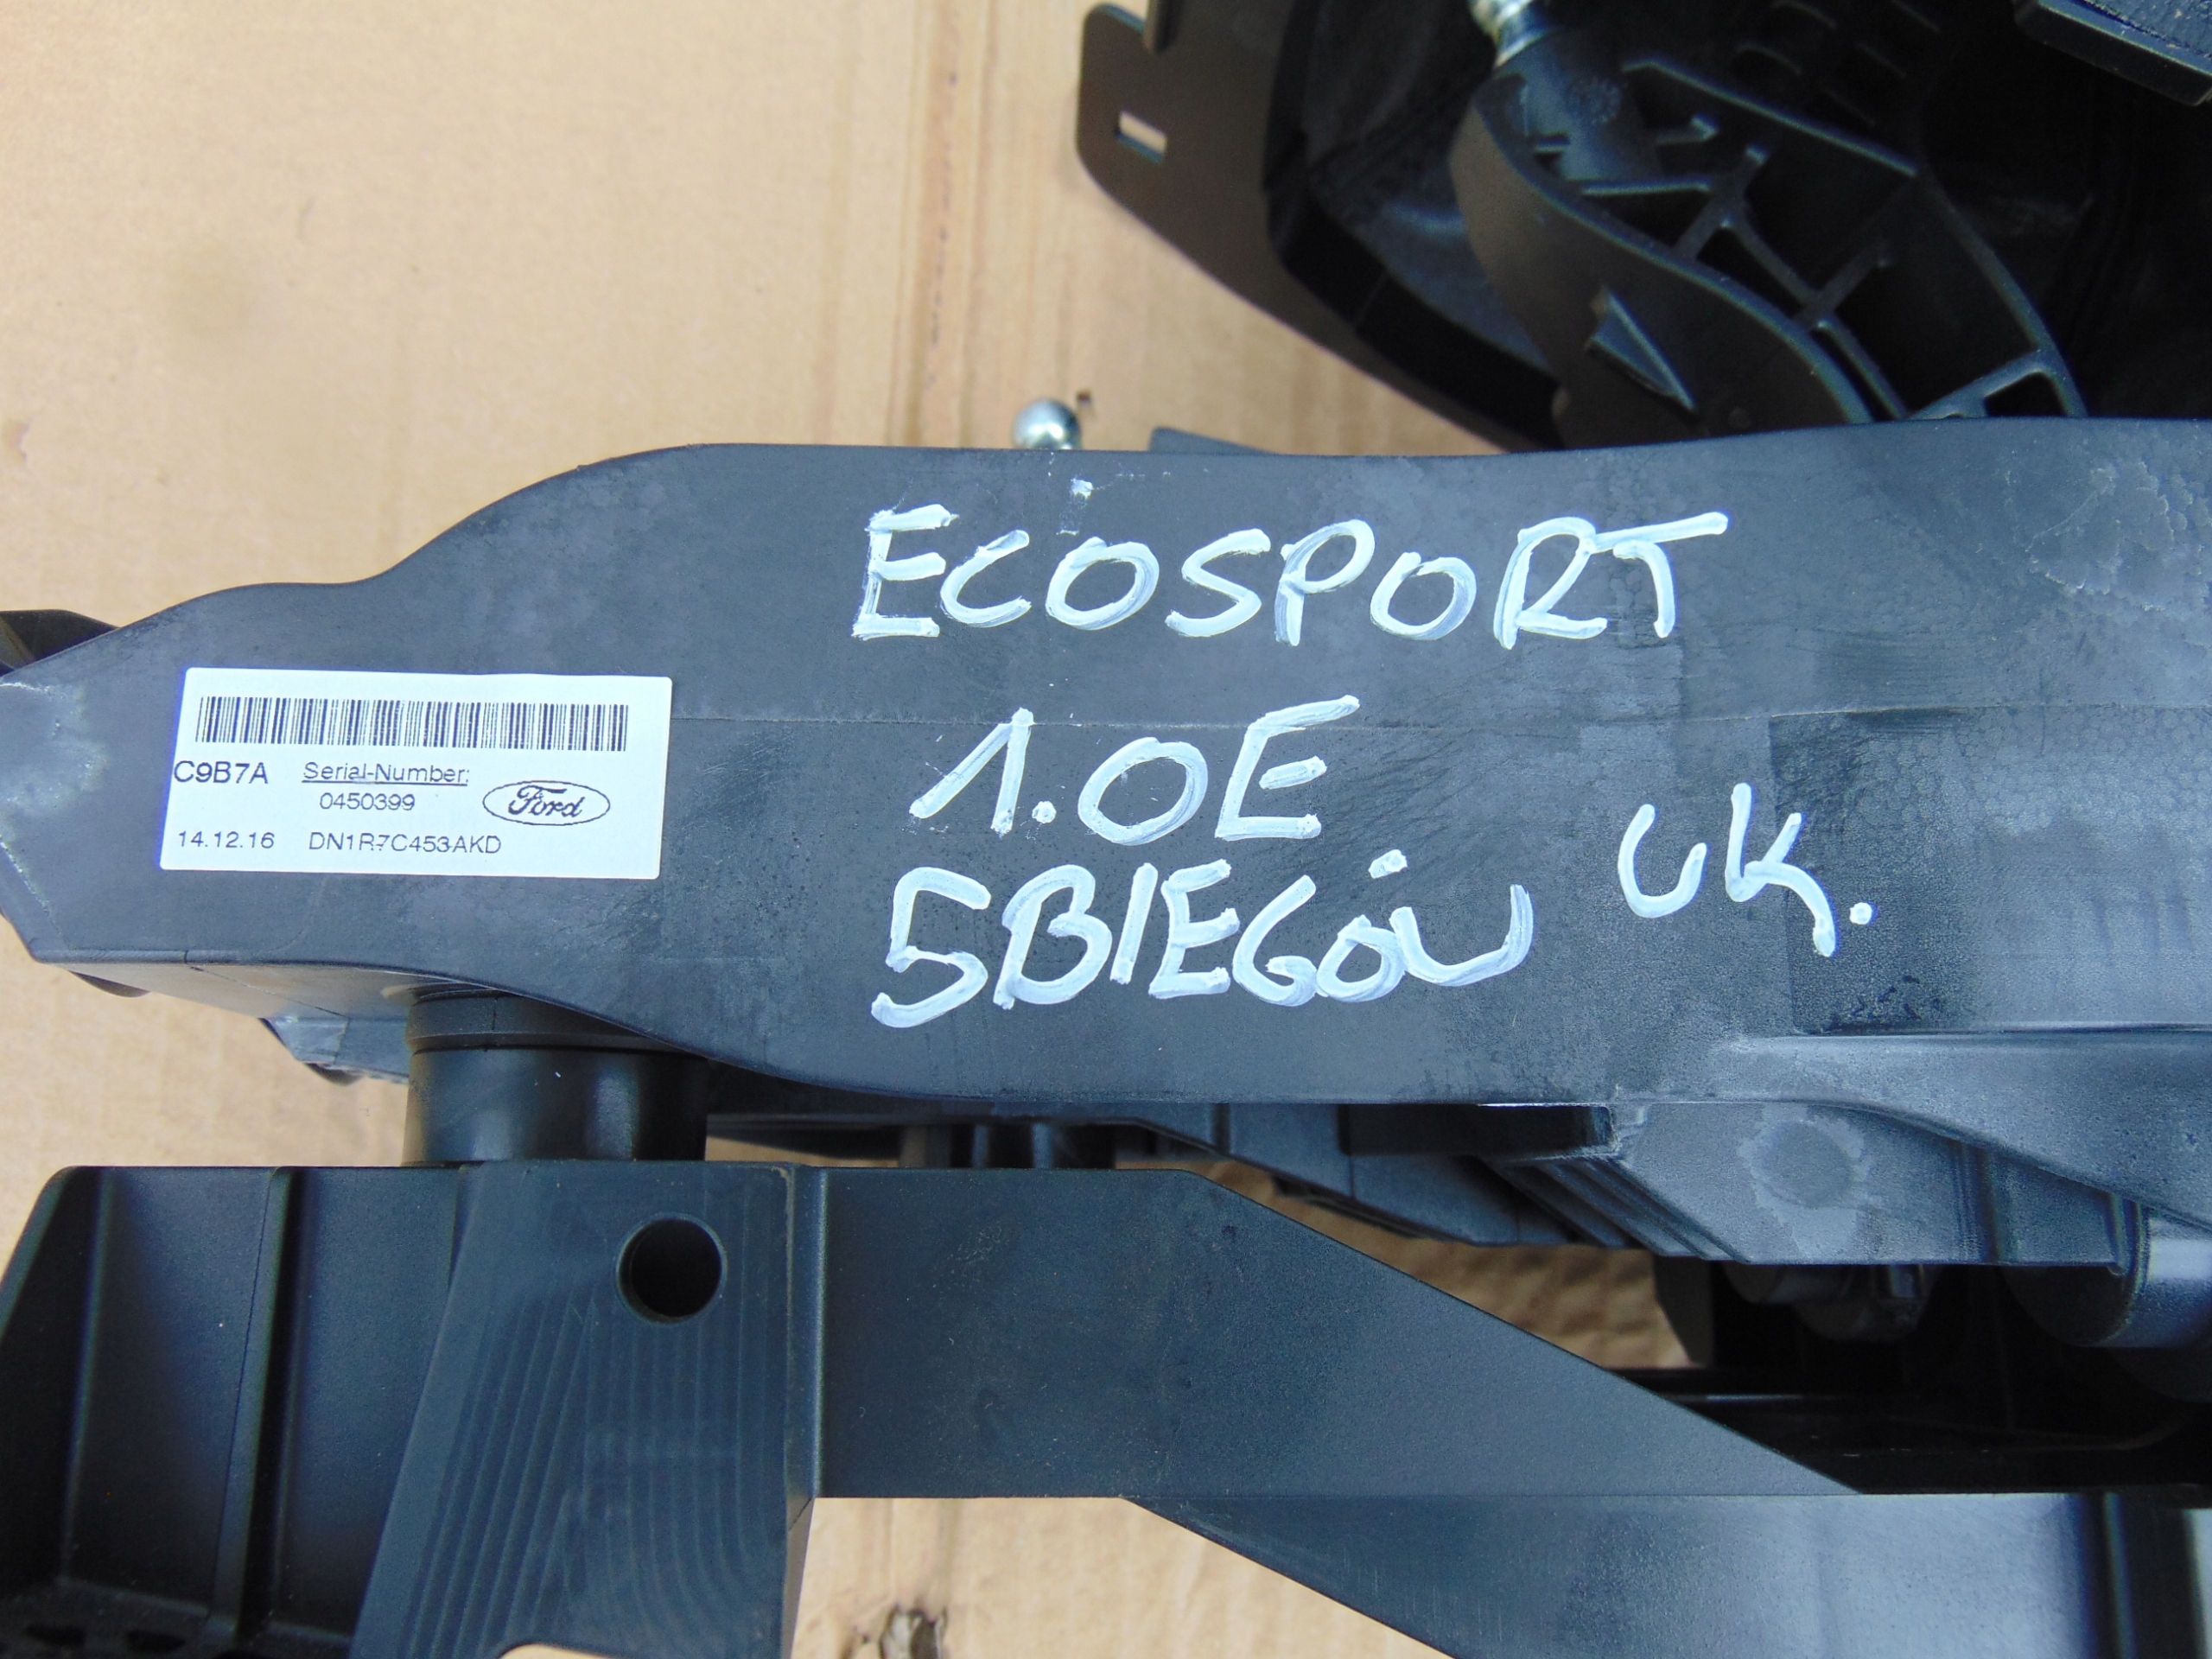 ECOSPORT
1.0E
5BIEGÓW UK.
C9B7A Serial-Number:
0450399
Ford
14.12.16 DN1R7C453AKD